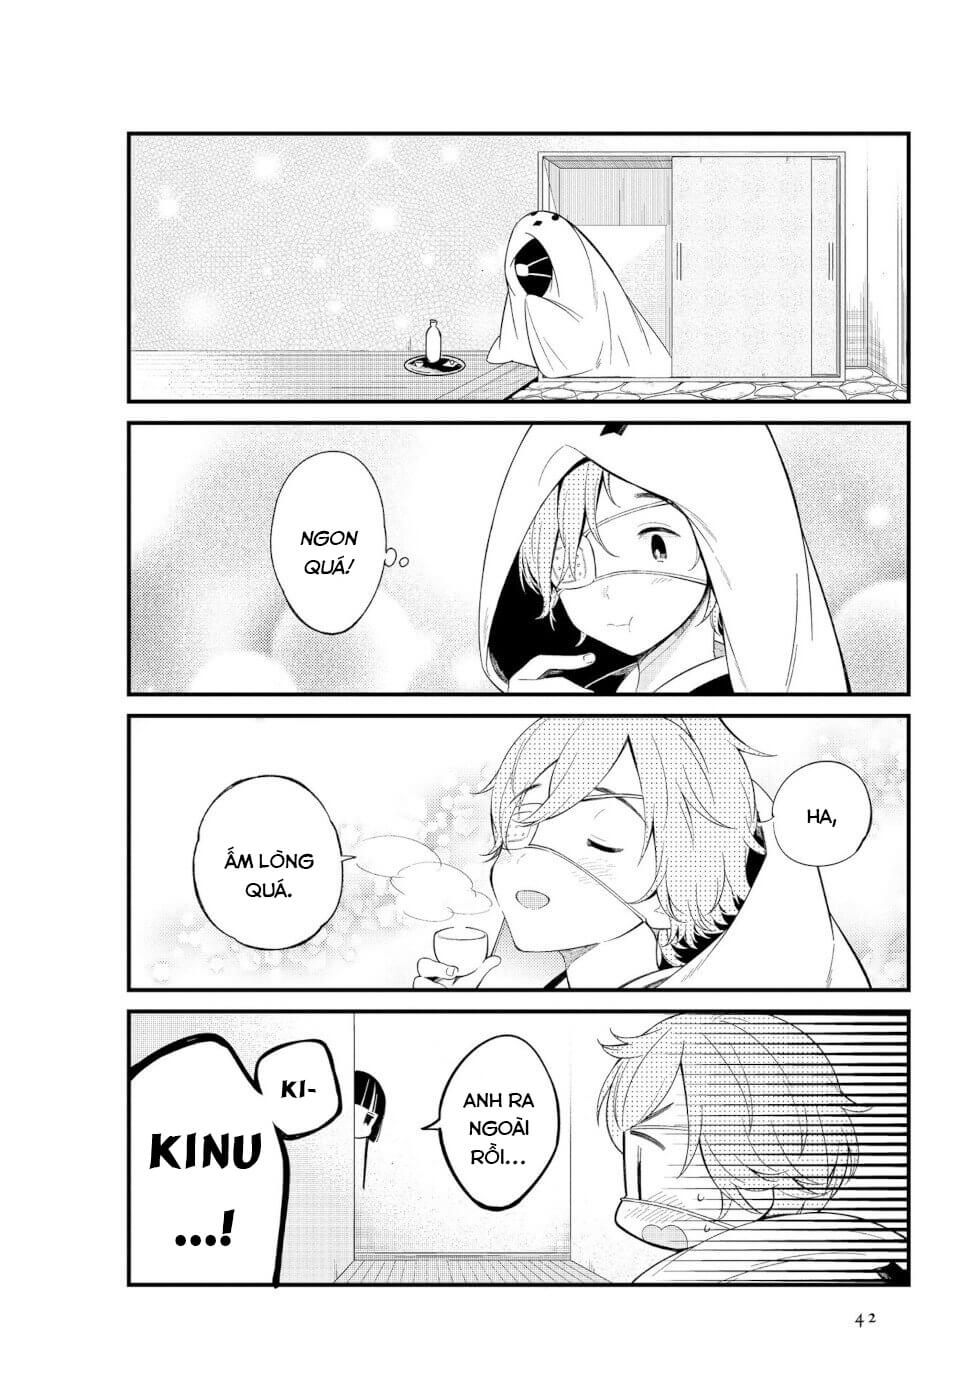 NGON
QUÁ!
HA,
ẤM LÒNG
QUÁ.
ANH RA
NGOÀI
RỒI...
KI-
KINU
...!
42